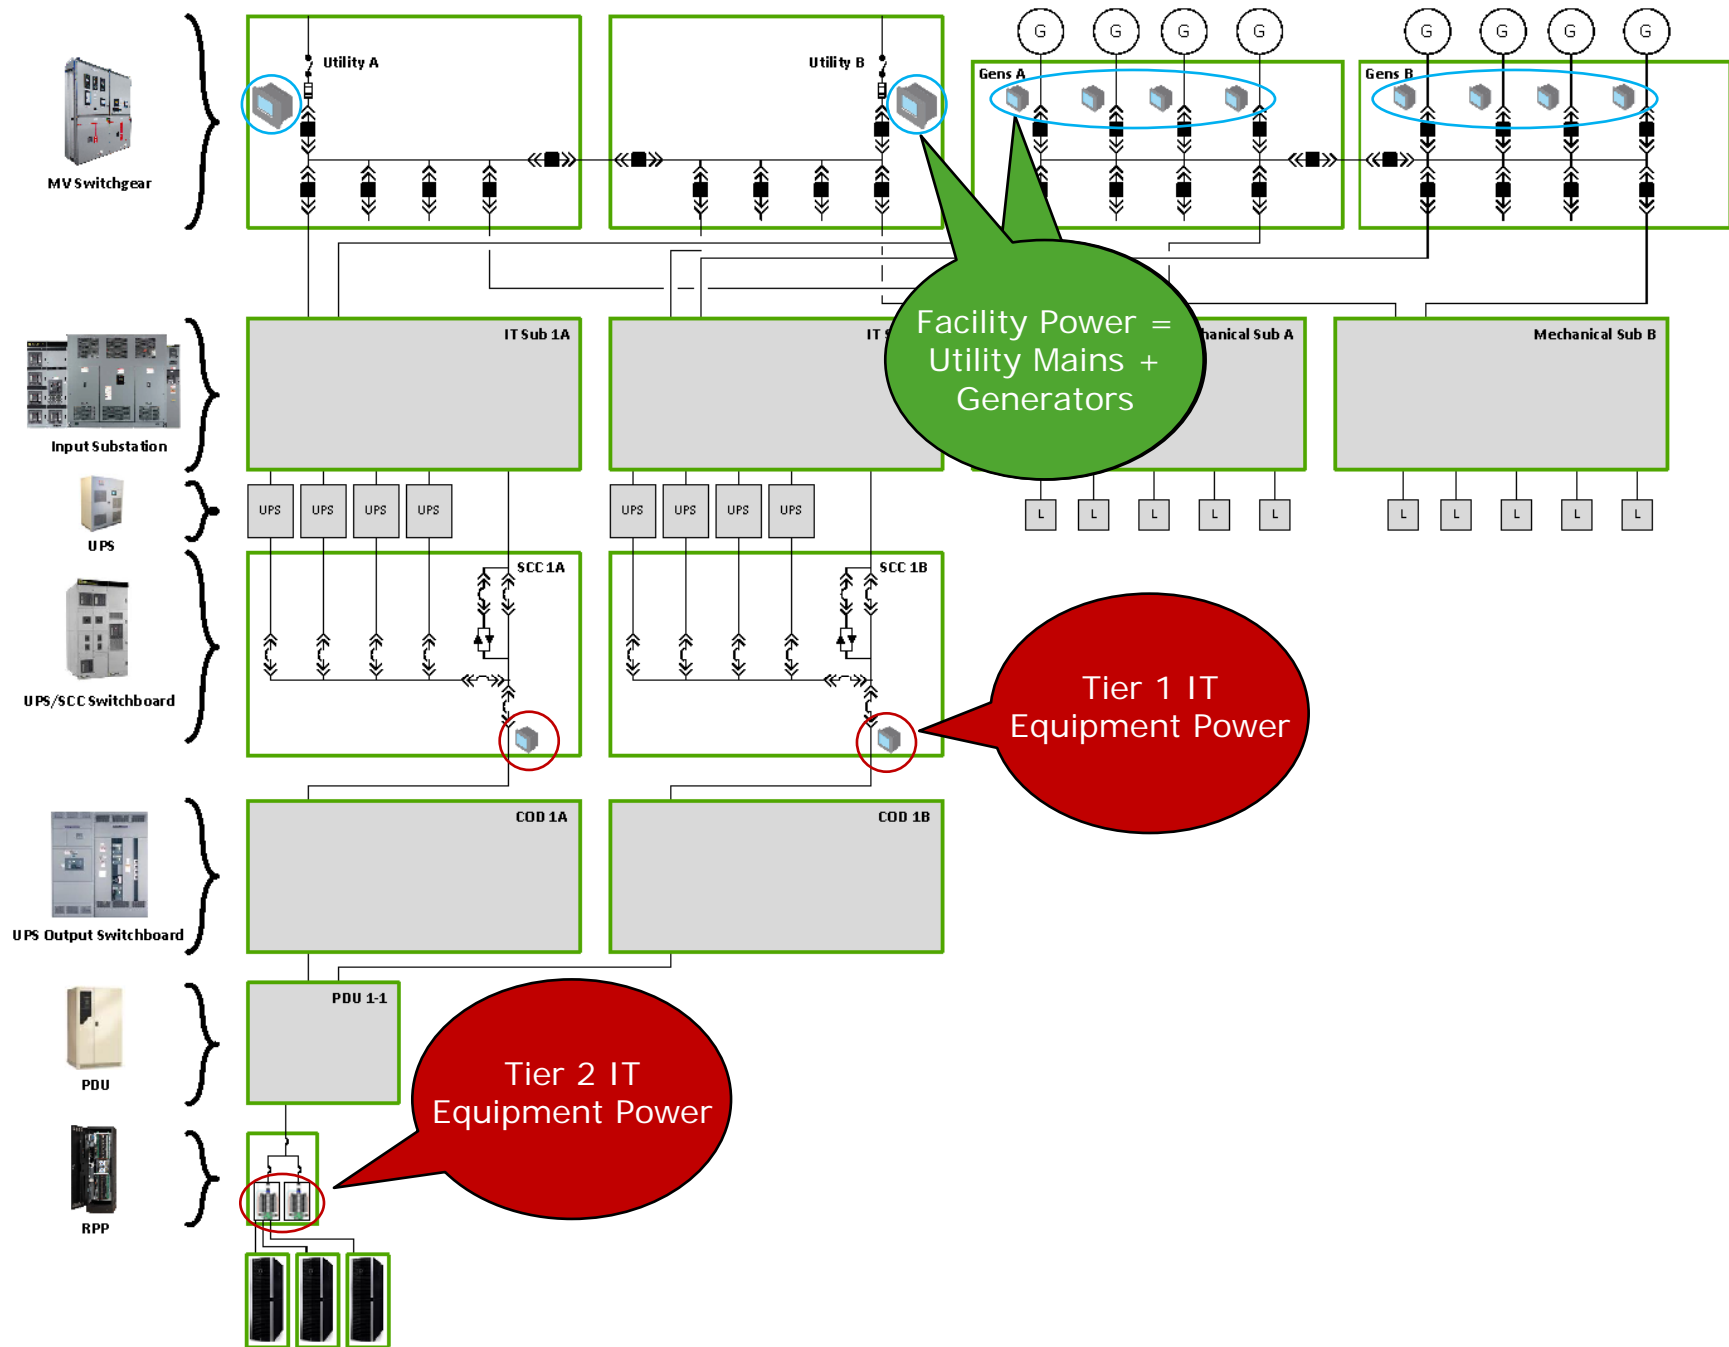 G
G
G
G
G
G
G
G
Utility A
Utility B
Gens A
Gens B
MV Switchgear
Facility Power =
Utility Mains +
Generators
IT Sub 1A
IT S
hanical Sub A
Mechanical Sub B
Input Substation
UPS
UPS
UPS
UPS
UPS
UPS
UPS
UPS
L
L
L
L
L
L
L
L
L
L
UPS
SCC 1A
SCC 1B
UPS/SCC Switchboard
Tier 1 IT
Equipment Power
COD 1A
COD 1B
UPS Output Switchboard
PDU 1-1
PDU
Tier 2 IT
Equipment Power
RPP